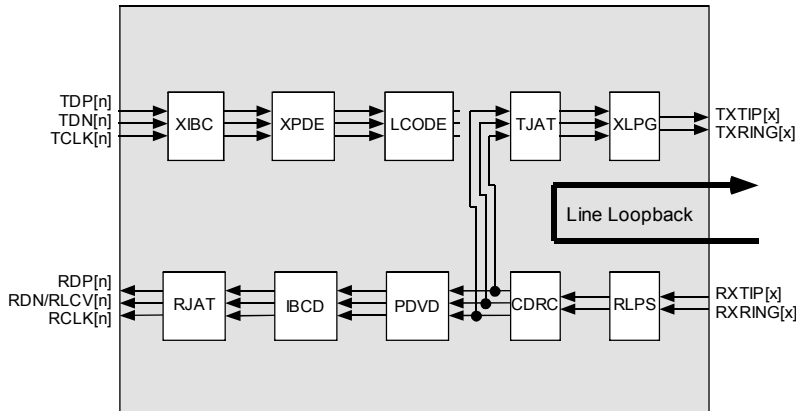 TDP[n]
TDN[n]
TCLK[n]
XIBC
XPDE
LCODE
TJAT
XLPG
TXTIP[x]
TXRING[x]
Line Loopback
RDP[n]
RDN/RLCV[n]
RCLK[n]
RJAT
IBCD
PDVD
CDRC
RLPS
RXTIP[x]
RXRING[x]